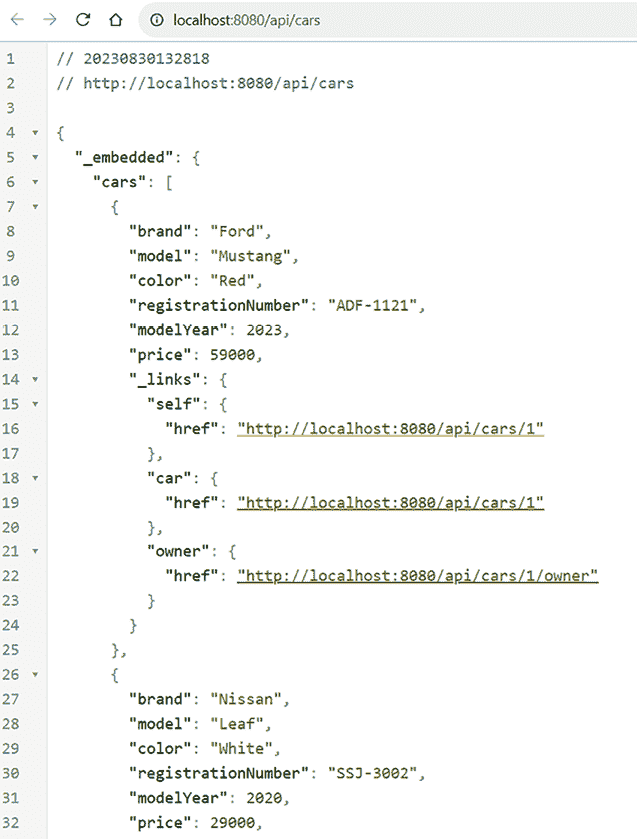 localhost:8080/api/cars
1 // 20230830132818
2 // http://localhost:8080/api/cars
3
4 {
5 "_embedded": {
6 "cars": [
7 {
8 "brand": "Ford",
9 "model": "Mustang",
10 "color": "Red",
11 "registrationNumber": "ADF-1121",
12 "modelYear": 2023,
13 "price": 59000,
14 "_links": {
15 "self": {
16 "href": "http://localhost:8080/api/cars/1"
17 },
18 "car": {
19 "href": "http://localhost:8080/api/cars/1"
20 },
21 "owner": {
22 "href": "http://localhost:8080/api/cars/1/owner"
23 }
24 }
25 },
26 {
27 "brand": "Nissan",
28 "model": "Leaf",
29 "color": "White",
30 "registrationNumber": "SSJ-3002",
31 "modelYear": 2020,
32 "price": 29000,